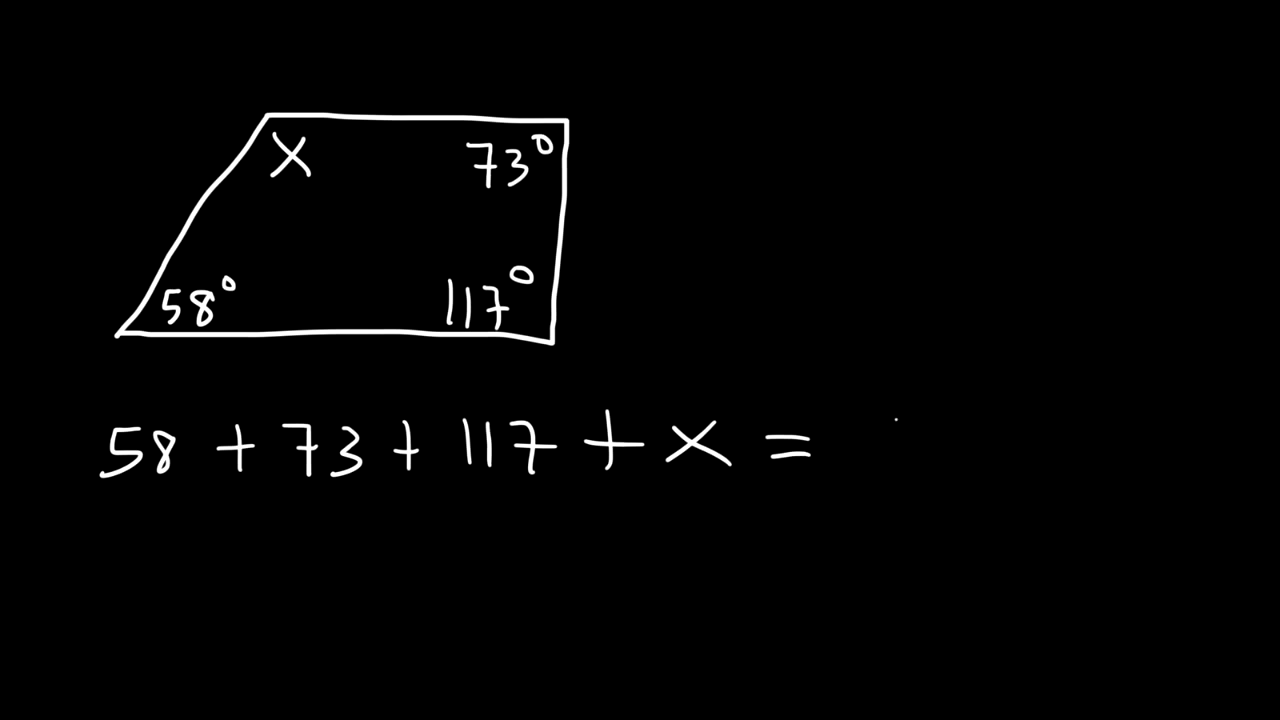 x 73°
58° 117°
58 + 73 + 117 + x =